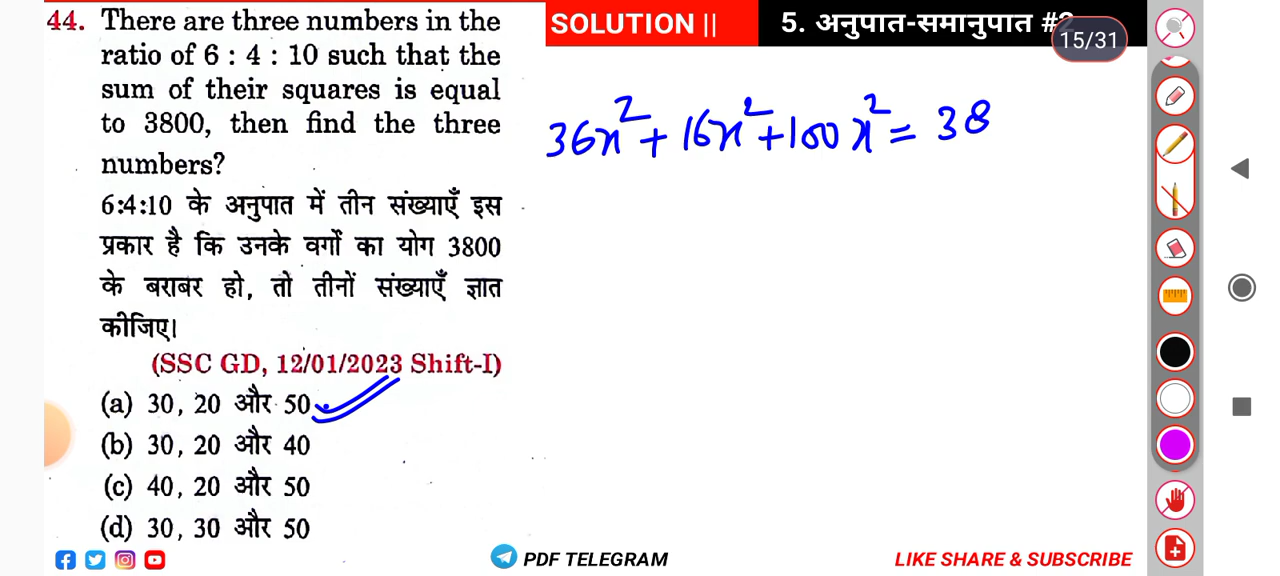 44. There are three numbers in the
ratio of 6 : 4 : 10 such that the
sum of their squares is equal
to 3800, then find the three
numbers?
6:4:10 के अनुपात में तीन संख्याएँ इस
प्रकार है कि उनके वर्गों का योग 3800
के बराबर हो, तो तीनों संख्याएँ ज्ञात
कीजिए।
(SSC GD, 12/01/2023 Shift-I)
(a) 30, 20 और 50
(b) 30, 20 और 40
(c) 40, 20 और 50
(d) 30, 30 और 50
SOLUTION || 5. अनुपात-समानुपात #2
15/31
36x² + 16x² + 100x² = 38
PDF TELEGRAM
LIKE SHARE & SUBSCRIBE